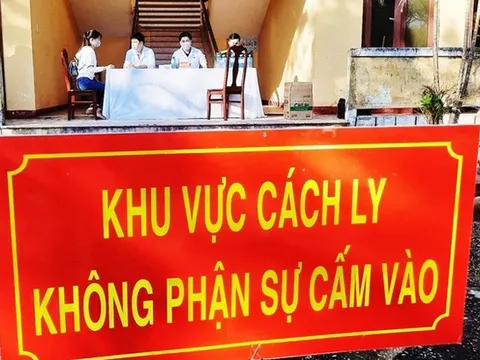 KHU VỰC CÁCH LY
KHÔNG PHẬN SỰ CẤM VÀO